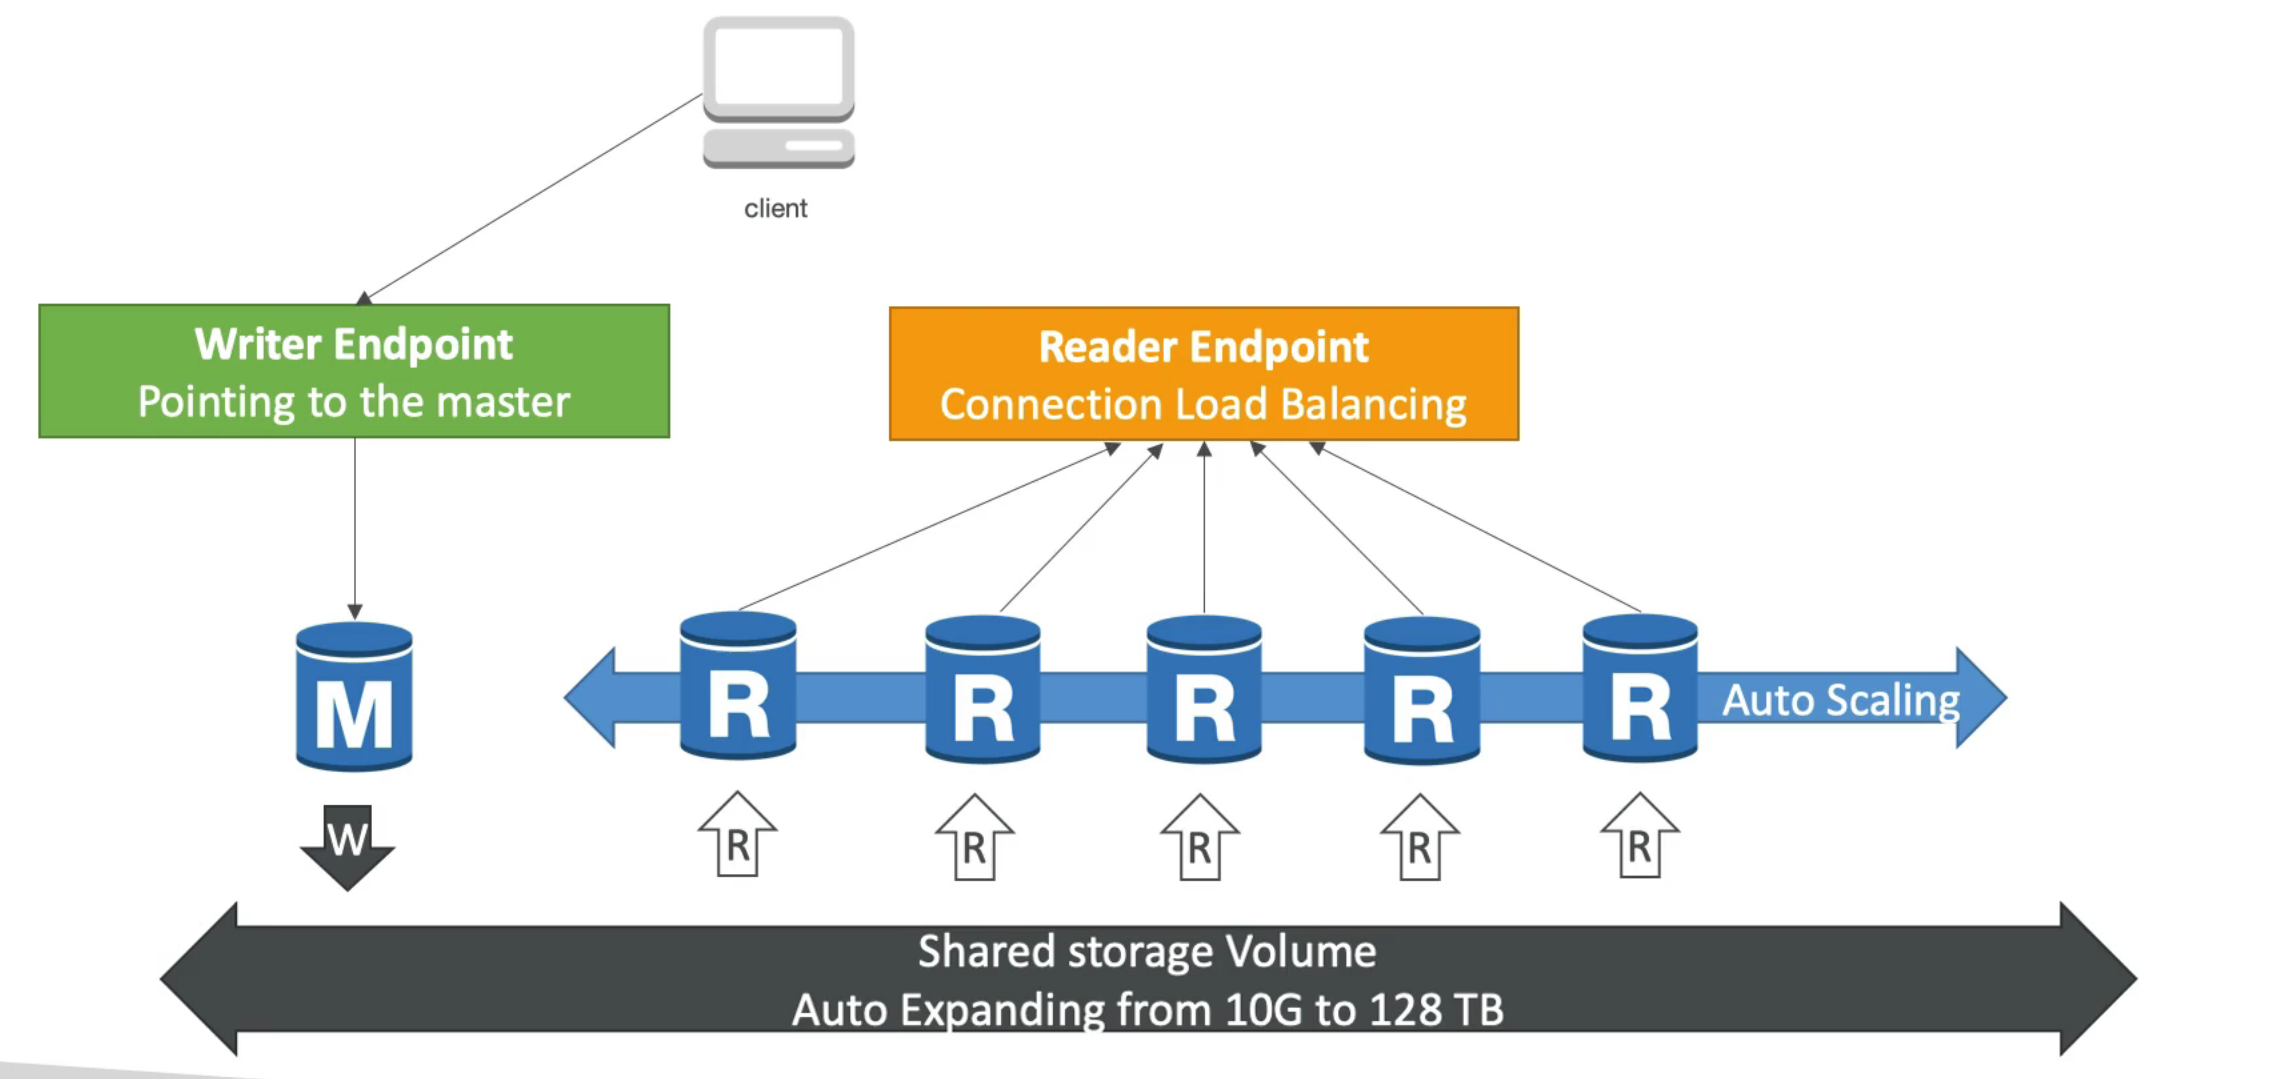 client
Writer Endpoint
Pointing to the master
Reader Endpoint
Connection Load Balancing
M
R
R
R
R
R
Auto Scaling
W
R
R
R
R
R
Shared storage Volume
Auto Expanding from 10G to 128 TB